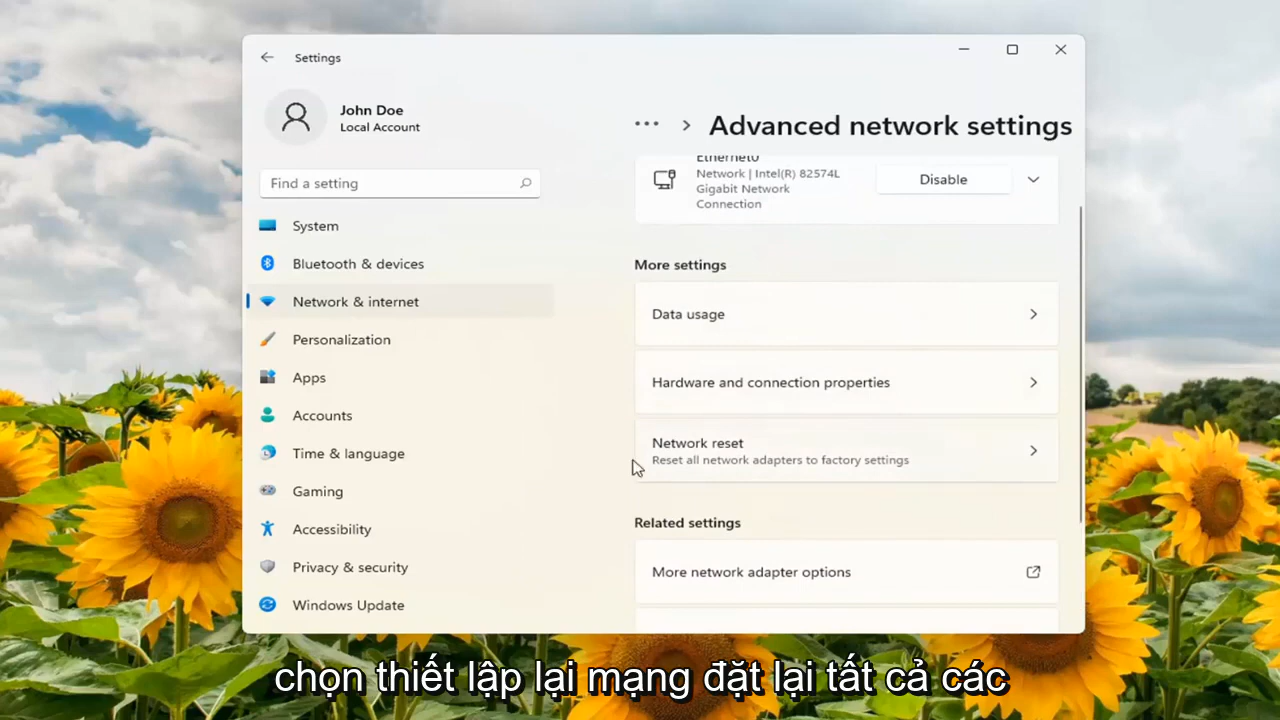 Settings
John Doe
Local Account
Find a setting
System
Bluetooth & devices
Network & internet
Personalization
Apps
Accounts
Time & language
Gaming
Accessibility
Privacy & security
Windows Update
Advanced network settings
Ethernet0
Network | Intel(R) 82574L
Gigabit Network
Connection
Disable
More settings
Data usage
Hardware and connection properties
Network reset
Reset all network adapters to factory settings
Related settings
More network adapter options
chọn thiết lập lại mạng đặt lại tất cả các